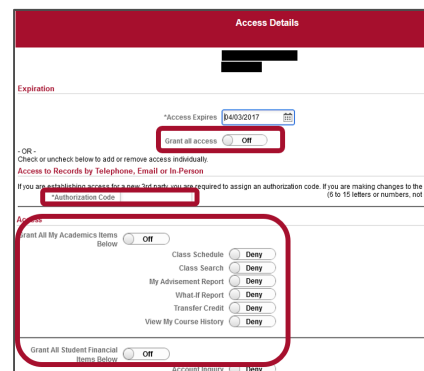 Access Details
Expiration
*Access Expires 04/03/2017
Grant all access Off
- OR -
Check or uncheck below to add or remove access individually.
Access to Records by Telephone, Email or In-Person
If you are establishing access for a new 3rd party you are required to assign an authorization code. If you are making changes to the
*Authorization Code (6 to 15 letters or numbers, not
Access
Grant All My Academics Items Off
Below
Class Schedule Deny
Class Search Deny
My Advisement Report Deny
What-If Report Deny
Transfer Credit Deny
View My Course History Deny
Grant All Student Financial Off
Items Below
Account Inquiry Deny